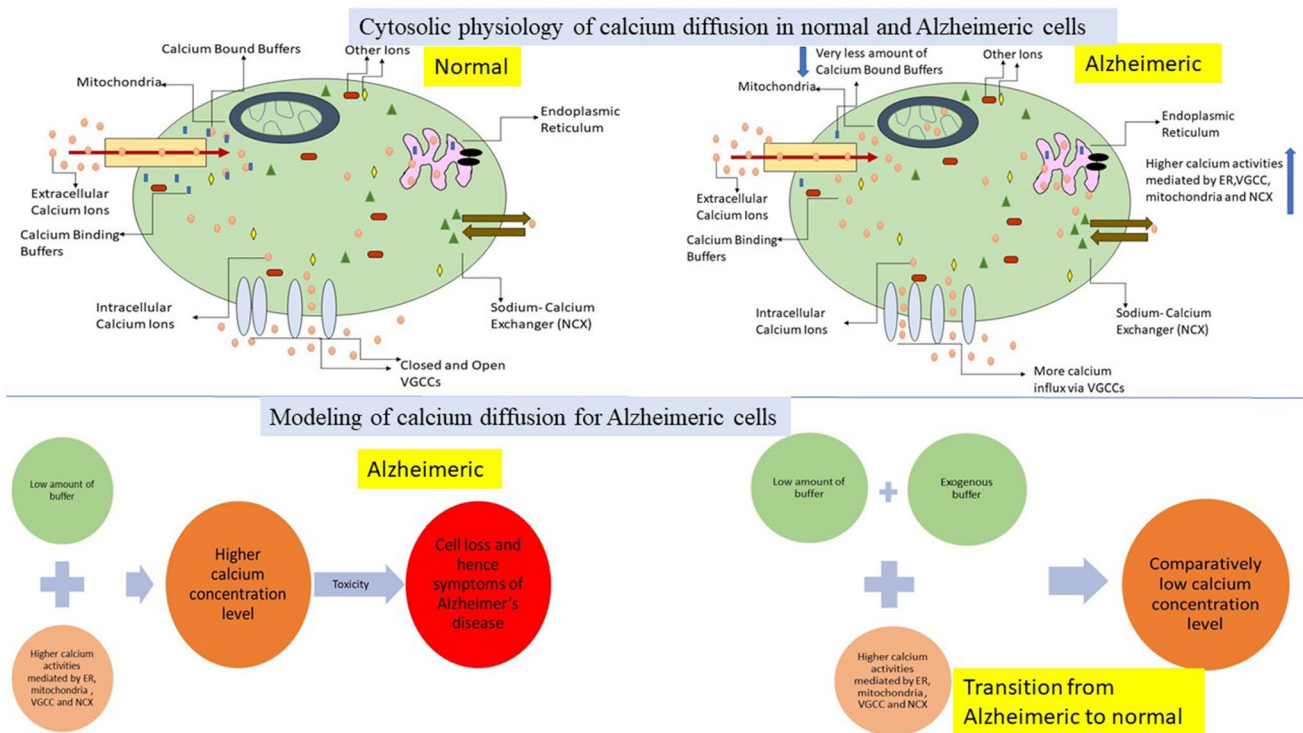 Cytosolic physiology of calcium diffusion in normal and Alzheimeric cells
Calcium Bound Buffers
Other Ions
Normal
Mitochondria
Endoplasmic
Reticulum
Extracellular
Calcium Ions
Calcium Binding
Buffers
Intracellular
Calcium Ions
Sodium- Calcium
Exchanger (NCX)
Closed and Open
VGCCs
Very less amount of
Calcium Bound Buffers
Other Ions
Alzheimeric
Mitochondria
Endoplasmic
Reticulum
Higher calcium activities
mediated by ER,VGCC,
mitochondria and NCX
Extracellular
Calcium Ions
Calcium Binding
Buffers
Intracellular
Calcium Ions
Sodium- Calcium
Exchanger (NCX)
More calcium
influx via VGCCs
Modeling of calcium diffusion for Alzheimeric cells
Alzheimeric
Low amount of
buffer
Higher calcium
activities
mediated by ER,
mitochondria ,
VGCC and NCX
Higher
calcium
concentration
level
Toxicity
Cell loss and
hence
symptoms of
Alzheimer's
disease
Low amount of
buffer
Exogenous
buffer
Higher calcium
activities
mediated by ER,
mitochondria ,
VGCC and NCX
Comparatively
low calcium
concentration
level
Transition from
Alzheimeric to normal